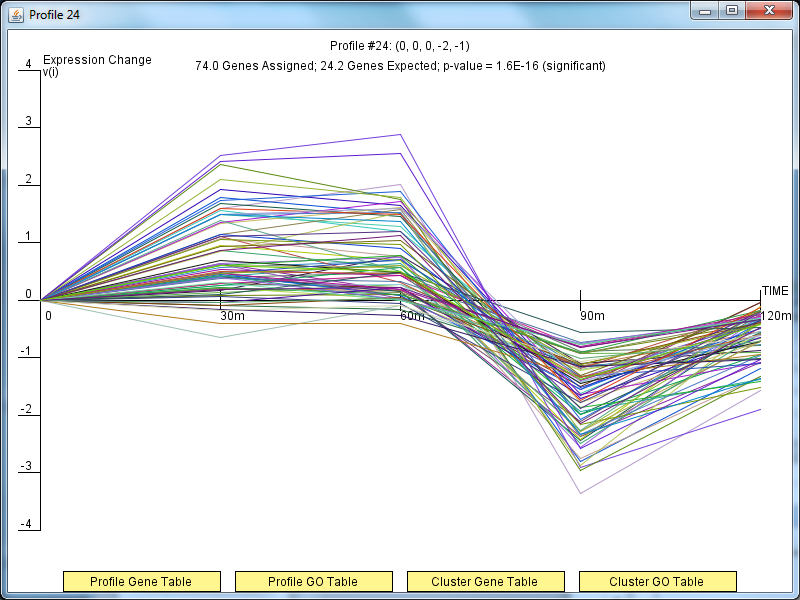 Profile 24
Profile #24: (0, 0, 0, -2, -1)
74.0 Genes Assigned; 24.2 Genes Expected; p-value = 1.6E-16 (significant)
Expression Change
v(i)
4
3
2
1
0
-1
-2
-3
-4
TIME
0 30m 60m 90m 120m
Profile Gene Table Profile GO Table Cluster Gene Table Cluster GO Table